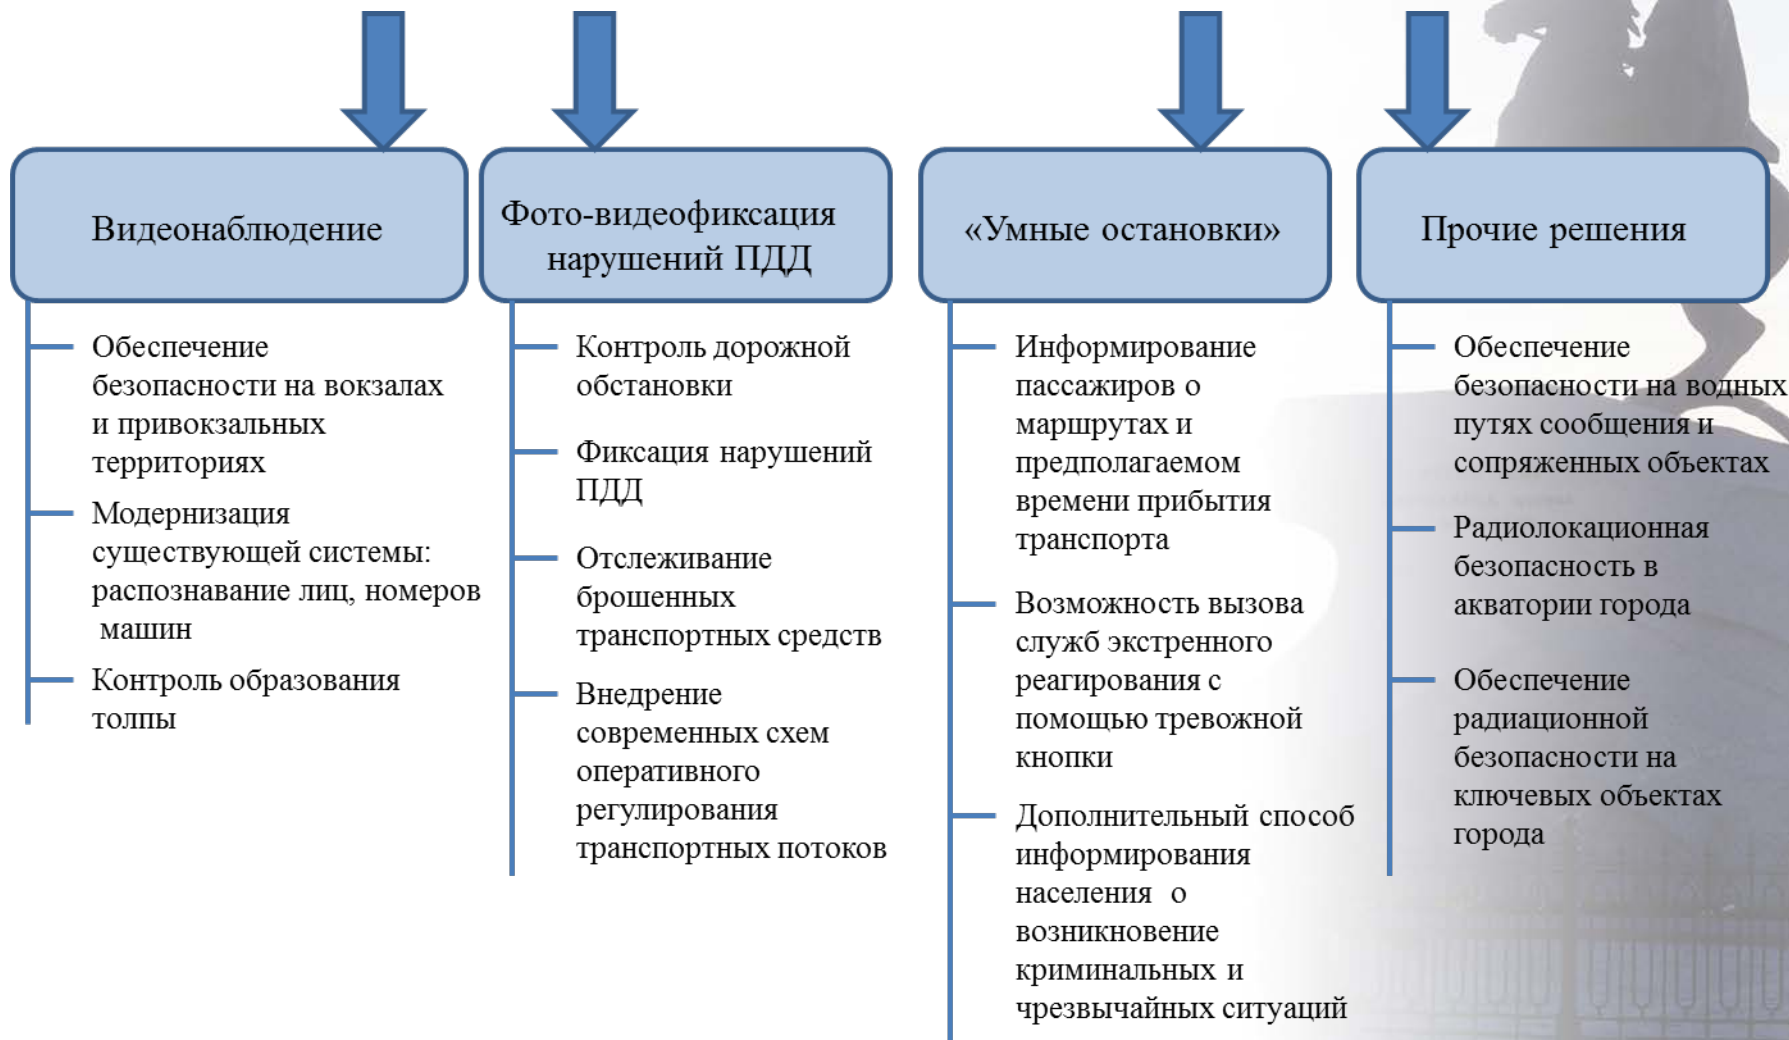 Видеонаблюдение
Обеспечение
безопасности на вокзалах
и привокзальных
территориях
Модернизация
существующей системы:
распознавание лиц, номеров
машин
Контроль образования
толпы
Фото-видеофиксация
нарушений ПДД
Контроль дорожной
обстановки
Фиксация нарушений
ПДД
Отслеживание
брошенных
транспортных средств
Внедрение
современных схем
оперативного
регулирования
транспортных потоков
«Умные остановки»
Информирование
пассажиров о
маршрутах и
предполагаемом
времени прибытия
транспорта
Возможность вызова
служб экстренного
реагирования с
помощью тревожной
кнопки
Дополнительный способ
информирования
населения о
возникновение
криминальных и
чрезвычайных ситуаций
Прочие решения
Обеспечение
безопасности на водных
путях сообщения и
сопряженных объектах
Радиолокационная
безопасность в
акватории города
Обеспечение
радиационной
безопасности на
ключевых объектах
города